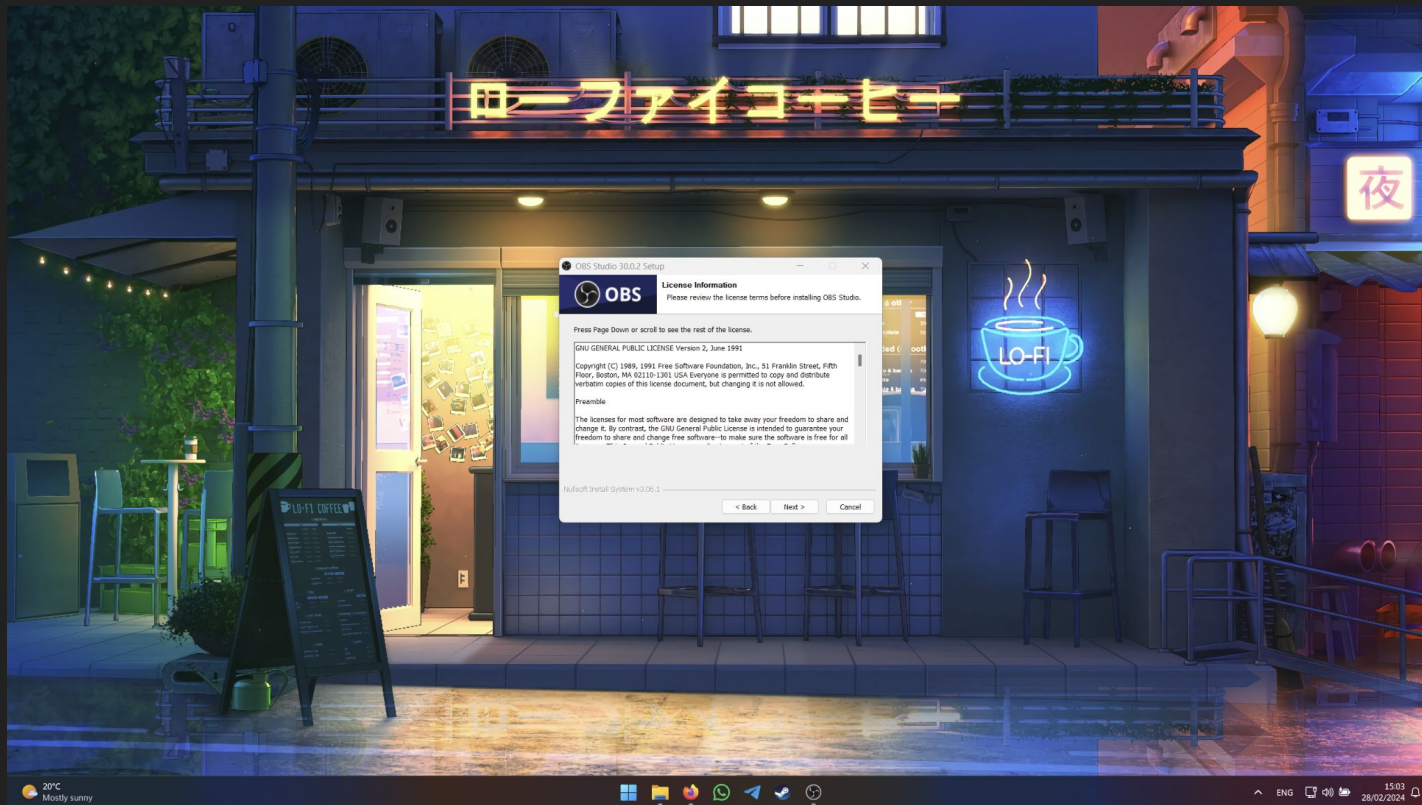 ローファイコーヒー
夜
OBS Studio 30.0.2 Setup
OBS
License Information
Please review the license terms before installing OBS Studio.
Press Page Down or scroll to see the rest of the license.
GNU GENERAL PUBLIC LICENSE Version 2, June 1991
Copyright (C) 1989, 1991 Free Software Foundation, Inc., 51 Franklin Street, Fifth
Floor, Boston, MA 02110-1301 USA Everyone is permitted to copy and distribute
verbatim copies of this license document, but changing it is not allowed.
Preamble
The licenses for most software are designed to take away your freedom to share and
change it. By contrast, the GNU General Public License is intended to guarantee your
freedom to share and change free software--to make sure the software is free for all
Nullsoft Install System v3.06.1
< Back
Next >
Cancel
LO-FI
LO-FI COFFEE
20°C
Mostly sunny
ENG
15:03
28/02/2024